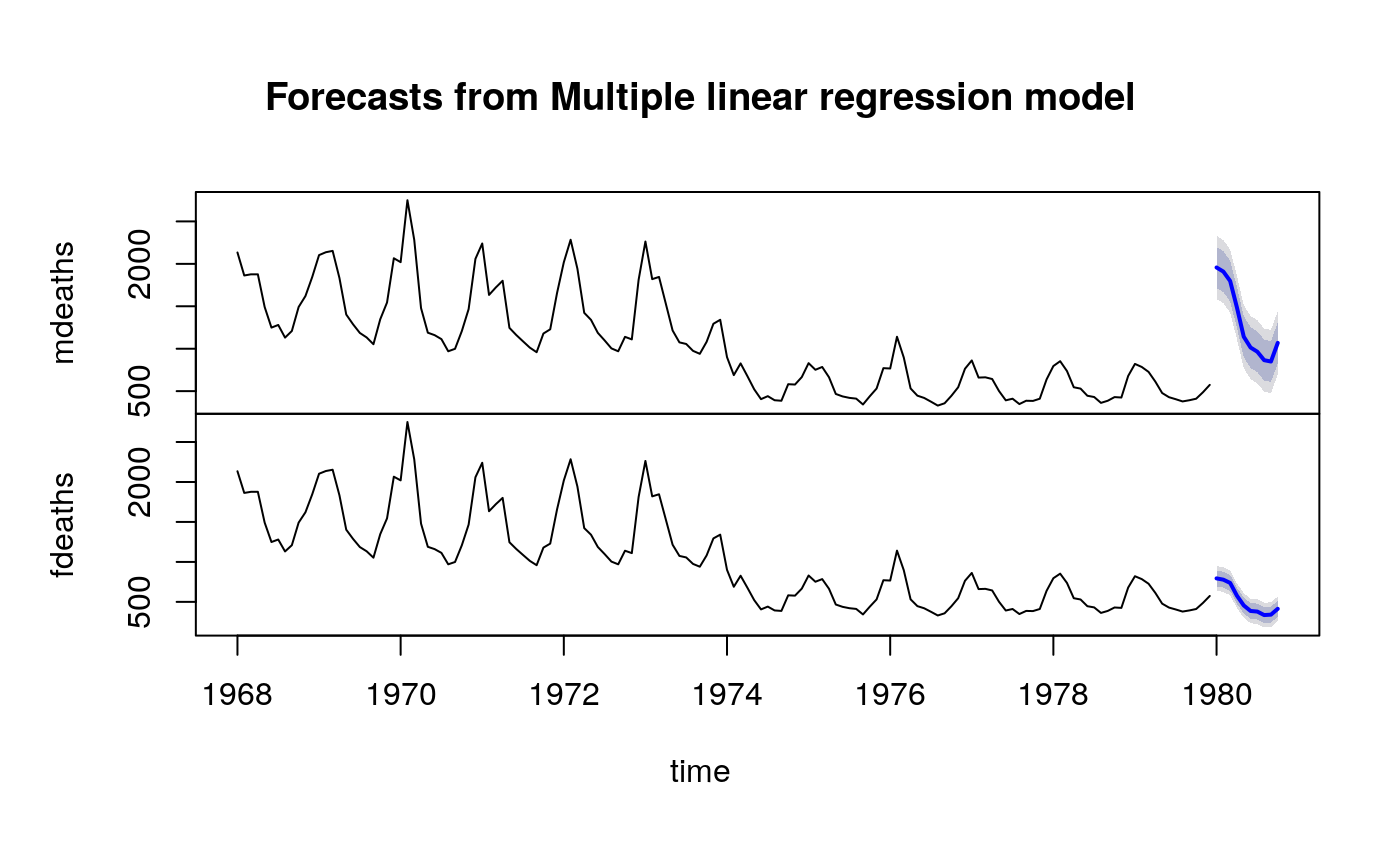 Forecasts from Multiple linear regression model
mdeaths
2000
500
fdeaths
2000
500
1968 1970 1972 1974 1976 1978 1980
time